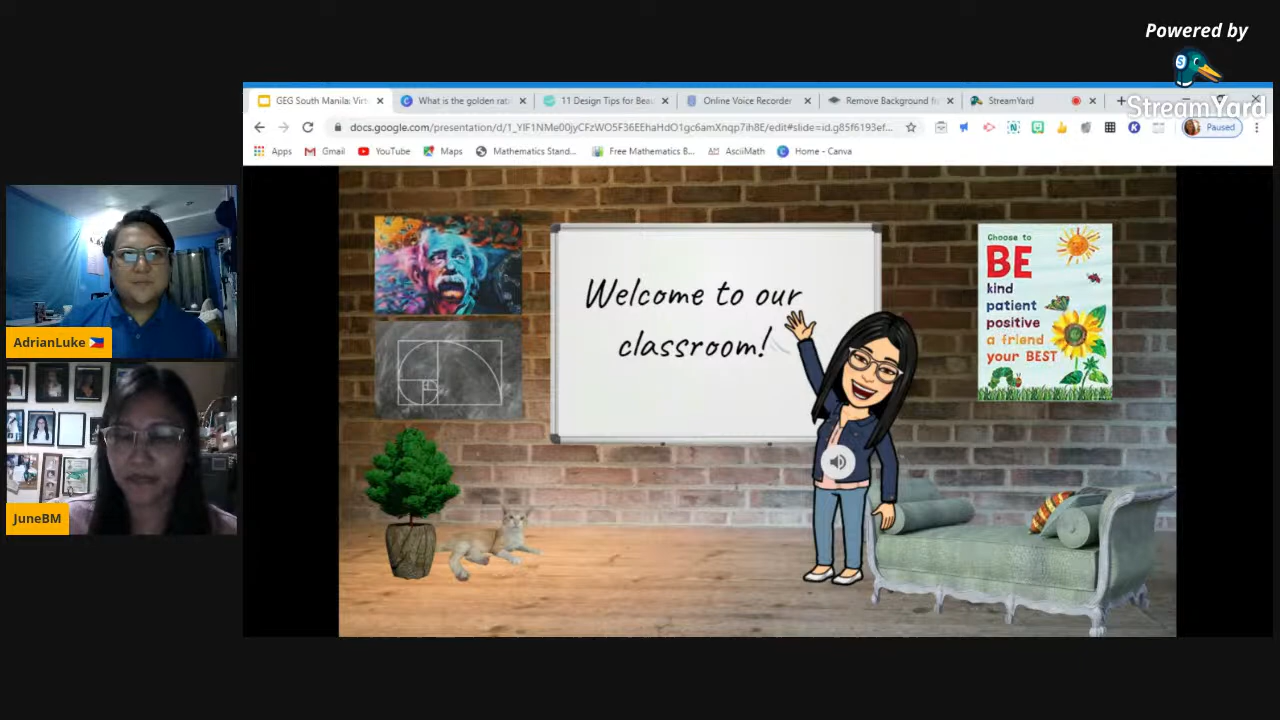 Powered by
S
StreamYard
GEG South Manila: Virt
What is the golden rati
11 Design Tips for Beau
Online Voice Recorder
Remove Background fr
StreamYard
Paused
Apps
Gmail
YouTube
Maps
Mathematics Stand...
Free Mathematics B...
AsciiMath
Home - Canva
Welcome to our
classroom!
Choose to
BE
kind
patient
positive
a friend
your BEST
AdrianLuke
JuneBM